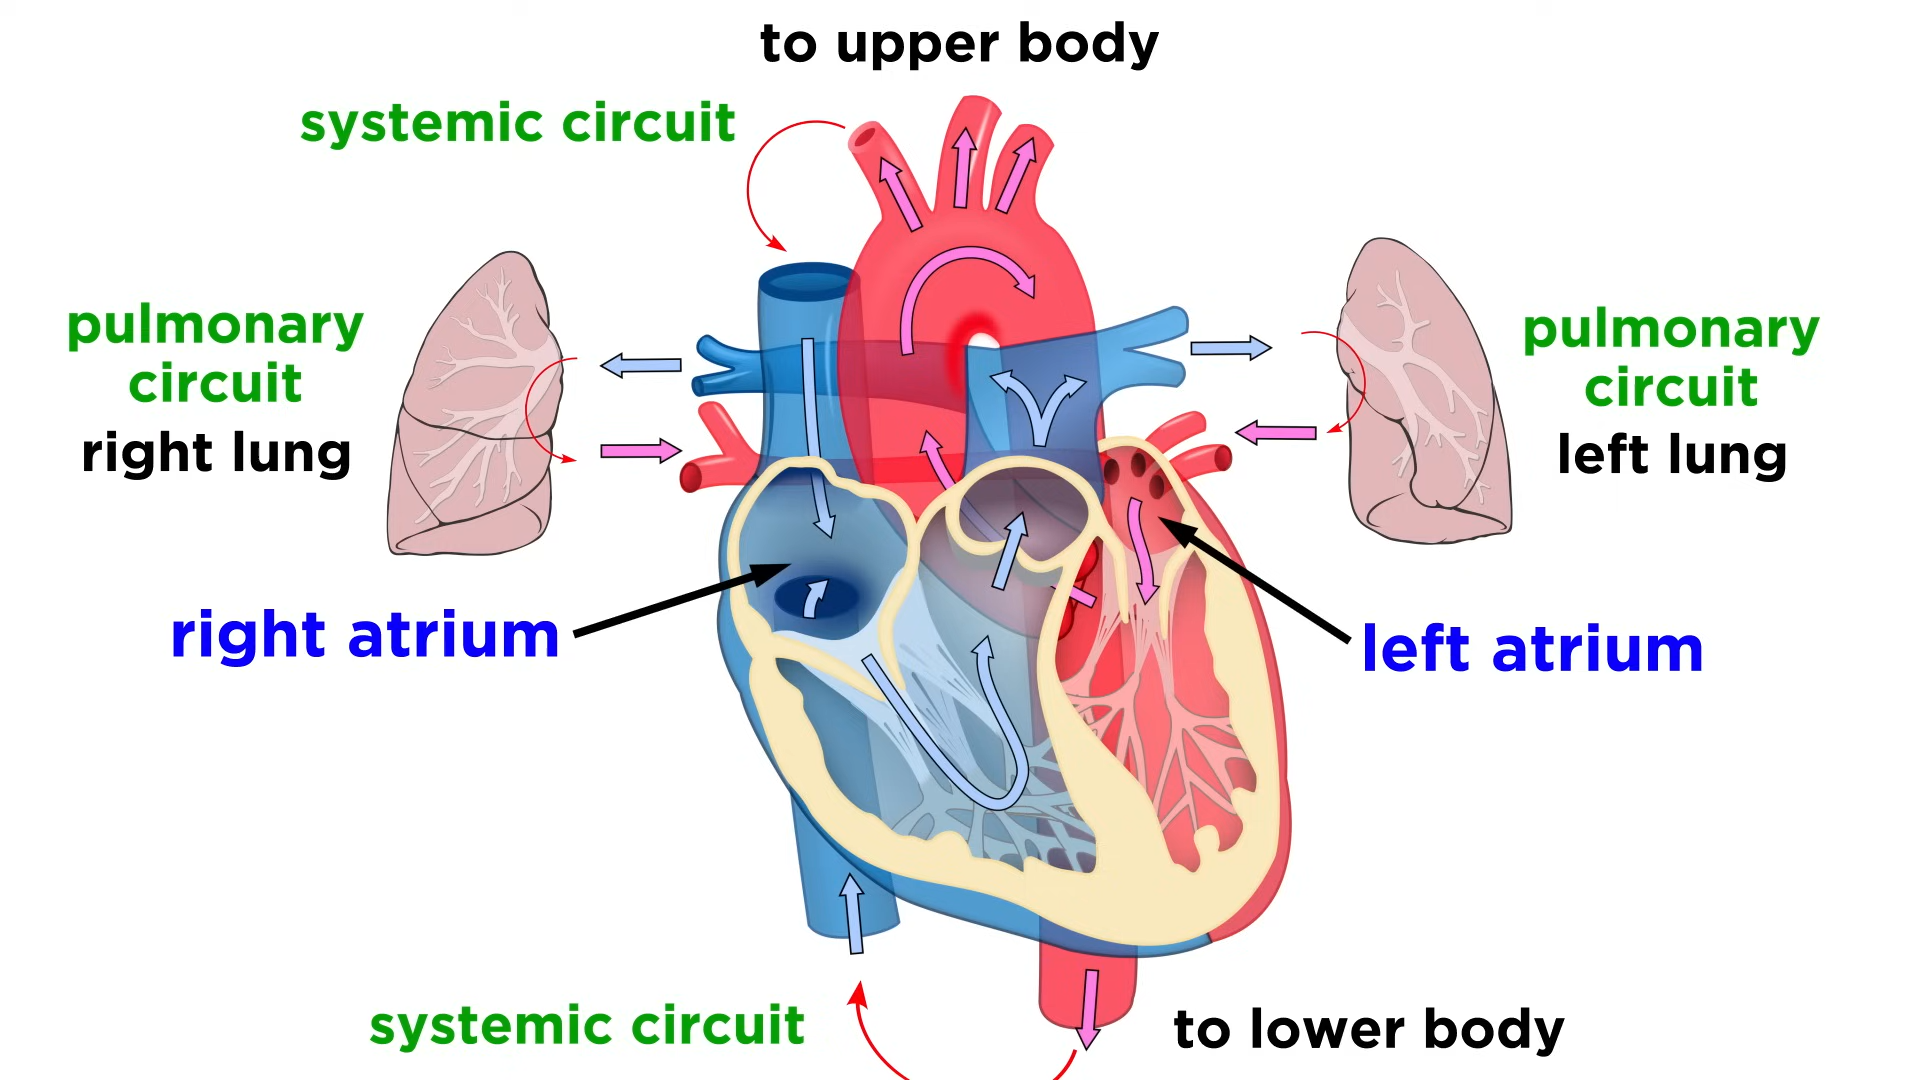 to upper body
systemic circuit
pulmonary
circuit
right lung
pulmonary
circuit
left lung
right atrium
left atrium
systemic circuit
to lower body